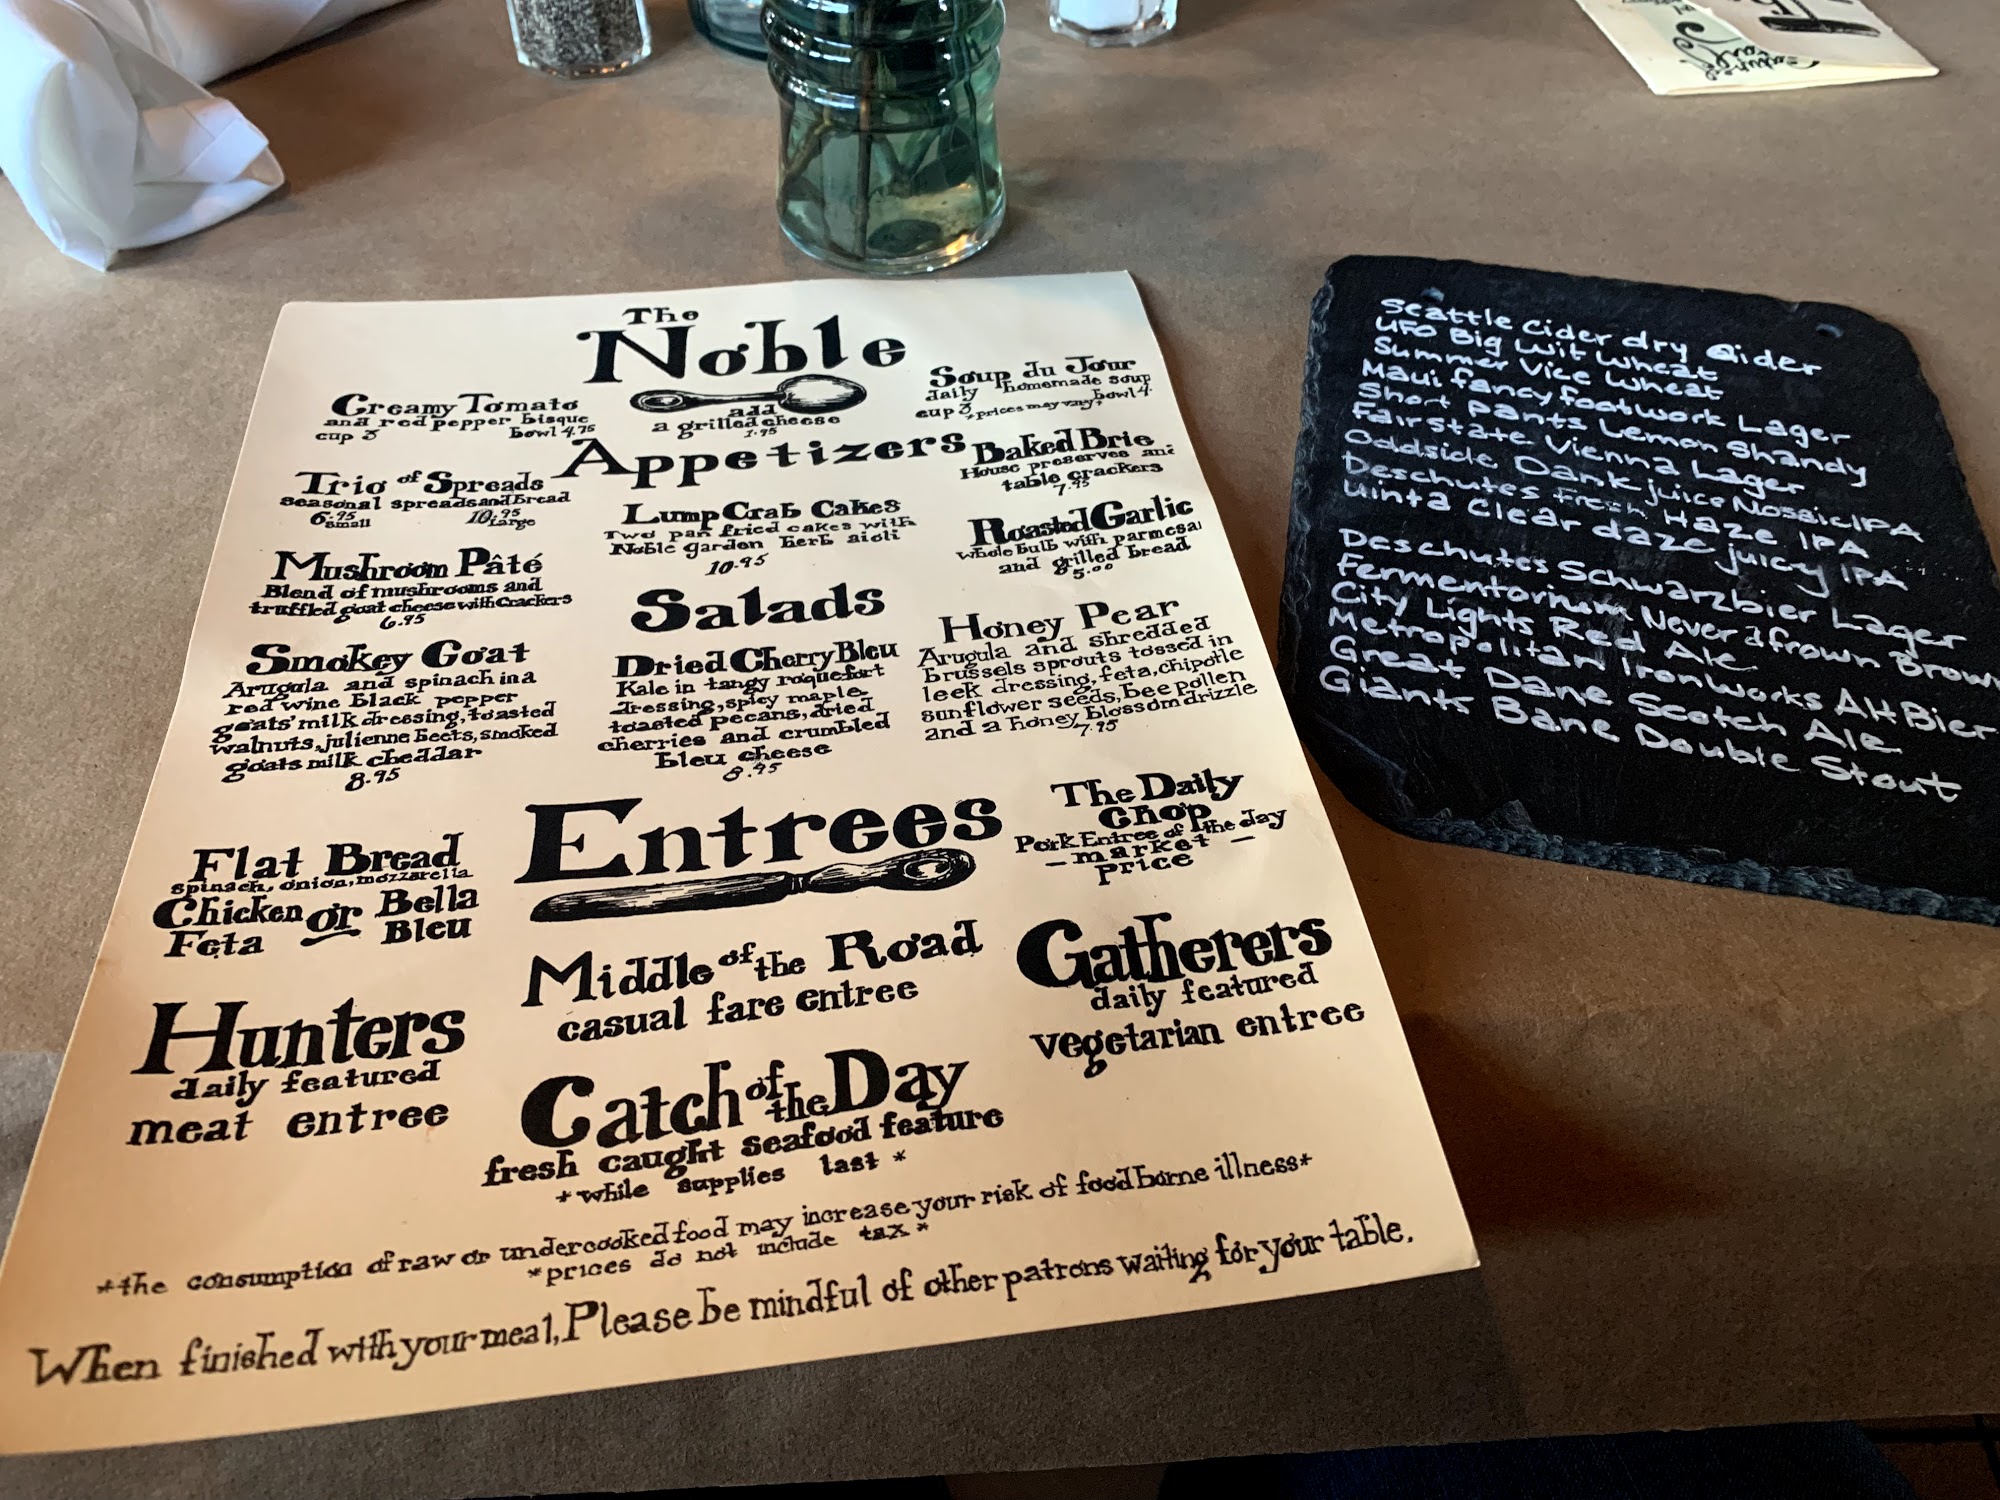 The
Noble
Creamy Tomato
and red pepper bisque
cup 3 bowl 4.75
add
a grilled cheese
1.95
Soup du Jour
daily homemade soup
cup 3 *prices may vary* bowl 4.
Appetizers
Trio of Spreads
seasonal spreads and bread
6.95 small 10.95 Large
Lump Crab Cakes
Two pan fried cakes with
Noble garden herb aioli
10.95
Baked Brie
House preserves and
table crackers
7.95
Mushroom Pâté
Blend of mushrooms and
truffled goat cheese with crackers
6.95
Roasted Garlic
whole bulb with parmesan
and grilled bread
5.00
Salads
Smokey Goat
Arugula and spinach in a
red wine black pepper
goats' milk dressing, toasted
walnuts, julienne beets, smoked
goats milk cheddar
8.95
Dried Cherry Bleu
Kale in tangy roquefort
dressing, spicy maple
toasted pecans, dried
cherries and crumbled
bleu cheese
8.95
Honey Pear
Arugula and shredded
brussels sprouts tossed in
leek dressing, feta, chipotle
sunflower seeds, bee pollen
and a honey blossom drizzle
7.95
Entrees
Flat Bread
spinach, onion, mozzarella
Chicken or Bella
Feta Bleu
The Daily
Chop
Pork Entree of the day
- market -
price
Hunters
daily featured
meat entree
Middle of the Road
casual fare entree
Gatherers
daily featured
vegetarian entree
Catch of the Day
fresh caught seafood feature
*while supplies last*
*the consumption of raw or undercooked food may increase your risk of food borne illness*
*prices do not include tax*
When finished with your meal, Please be mindful of other patrons waiting for your table.
Seattle Cider dry Cider
UFO Big Wit Wheat
Summer Vice Wheat
Maui fancy footwork Lager
Short pants Lemon Shandy
Fairstate Vienna Lager
Oddside Dank juice Mosaic IPA
Deschutes Fresh Haze IPA
Uinta Clear daze juicy IPA
Deschutes Schwarzbier Lager
Fermentorium Never a frown Brown
City Lights Red Ale
Metropolitan Ironworks Alt Bier
Great Dane Scotch Ale
Giants Bane Double Stout